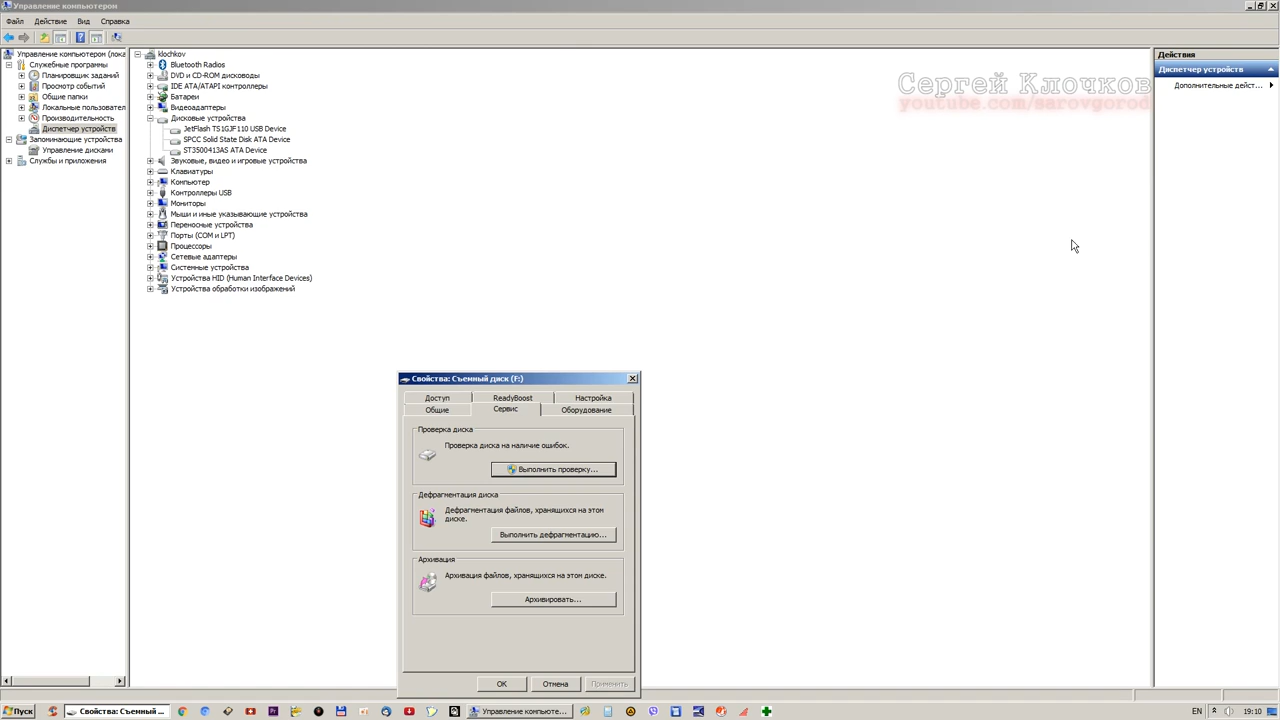 Управление компьютером
Файл Действие Вид Справка
Управление компьютером (лока
Служебные программы
Планировщик заданий
Просмотр событий
Общие папки
Локальные пользовател
Производительность
Диспетчер устройств
Запоминающие устройства
Управление дисками
Службы и приложения
klochkov
Bluetooth Radios
DVD и CD-ROM дисководы
IDE ATA/ATAPI контроллеры
Батареи
Видеоадаптеры
Дисковые устройства
JetFlash TS1GJF110 USB Device
SPCC Solid State Disk ATA Device
ST3500413AS ATA Device
Звуковые, видео и игровые устройства
Клавиатуры
Компьютер
Контроллеры USB
Мониторы
Мыши и иные указывающие устройства
Переносные устройства
Порты (COM и LPT)
Процессоры
Сетевые адаптеры
Системные устройства
Устройства HID (Human Interface Devices)
Устройства обработки изображений
Сергей Клочков
youtube.com/sarovgorod
Действия
Диспетчер устройств
Дополнительные дейст...
Свойства: Съемный диск (F:)
Доступ ReadyBoost Настройка
Общие Сервис Оборудование
Проверка диска
Проверка диска на наличие ошибок.
Выполнить проверку...
Дефрагментация диска
Дефрагментация файлов, хранящихся на этом
диске.
Выполнить дефрагментацию...
Архивация
Архивация файлов, хранящихся на этом диске.
Архивировать...
OK Отмена Применить
Пуск Свойства: Съемный ... Управление компьюте... EN 19:10